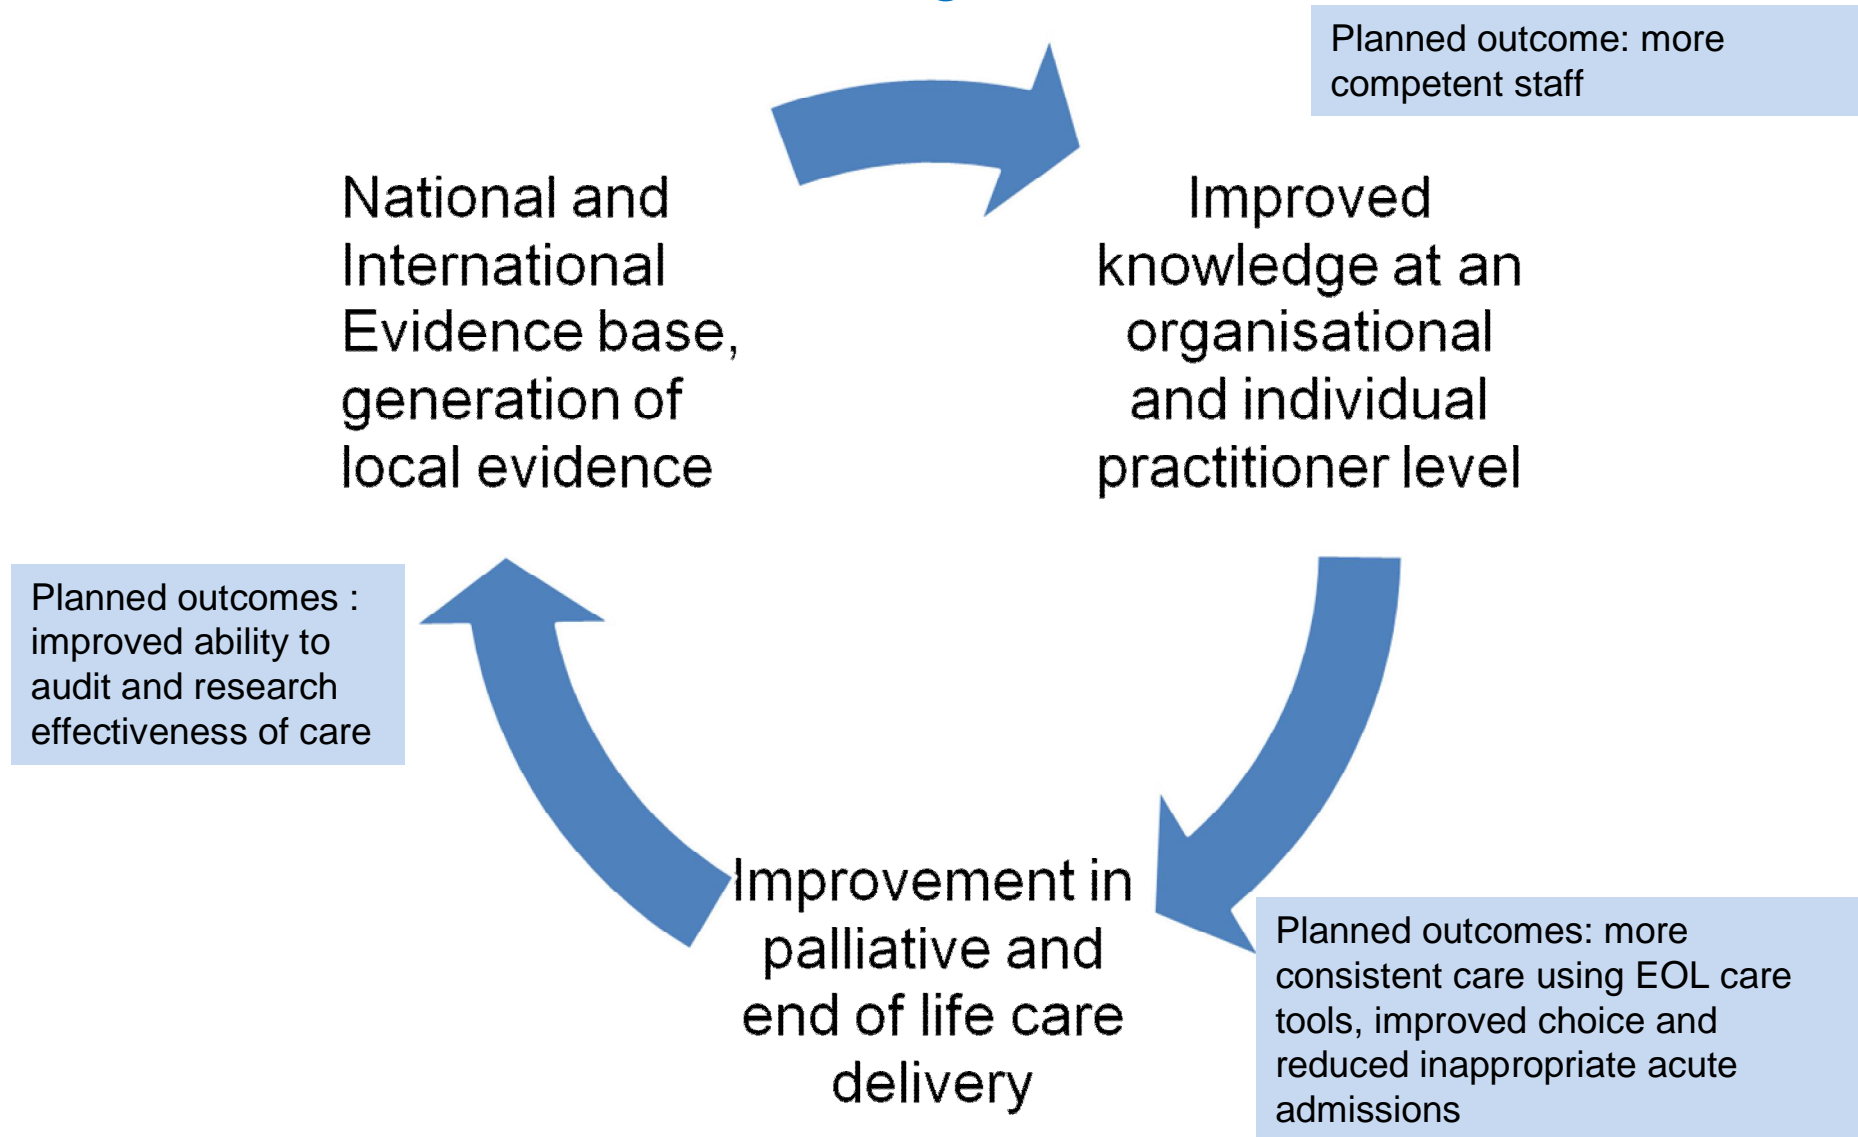 Planned outcome: more
competent staff
National and
International
Evidence base,
generation of
local evidence
Improved
knowledge at an
organisational
and individual
practitioner level
Planned outcomes :
improved ability to
audit and research
effectiveness of care
Improvement in
palliative and
end of life care
delivery
Planned outcomes: more
consistent care using EOL care
tools, improved choice and
reduced inappropriate acute
admissions